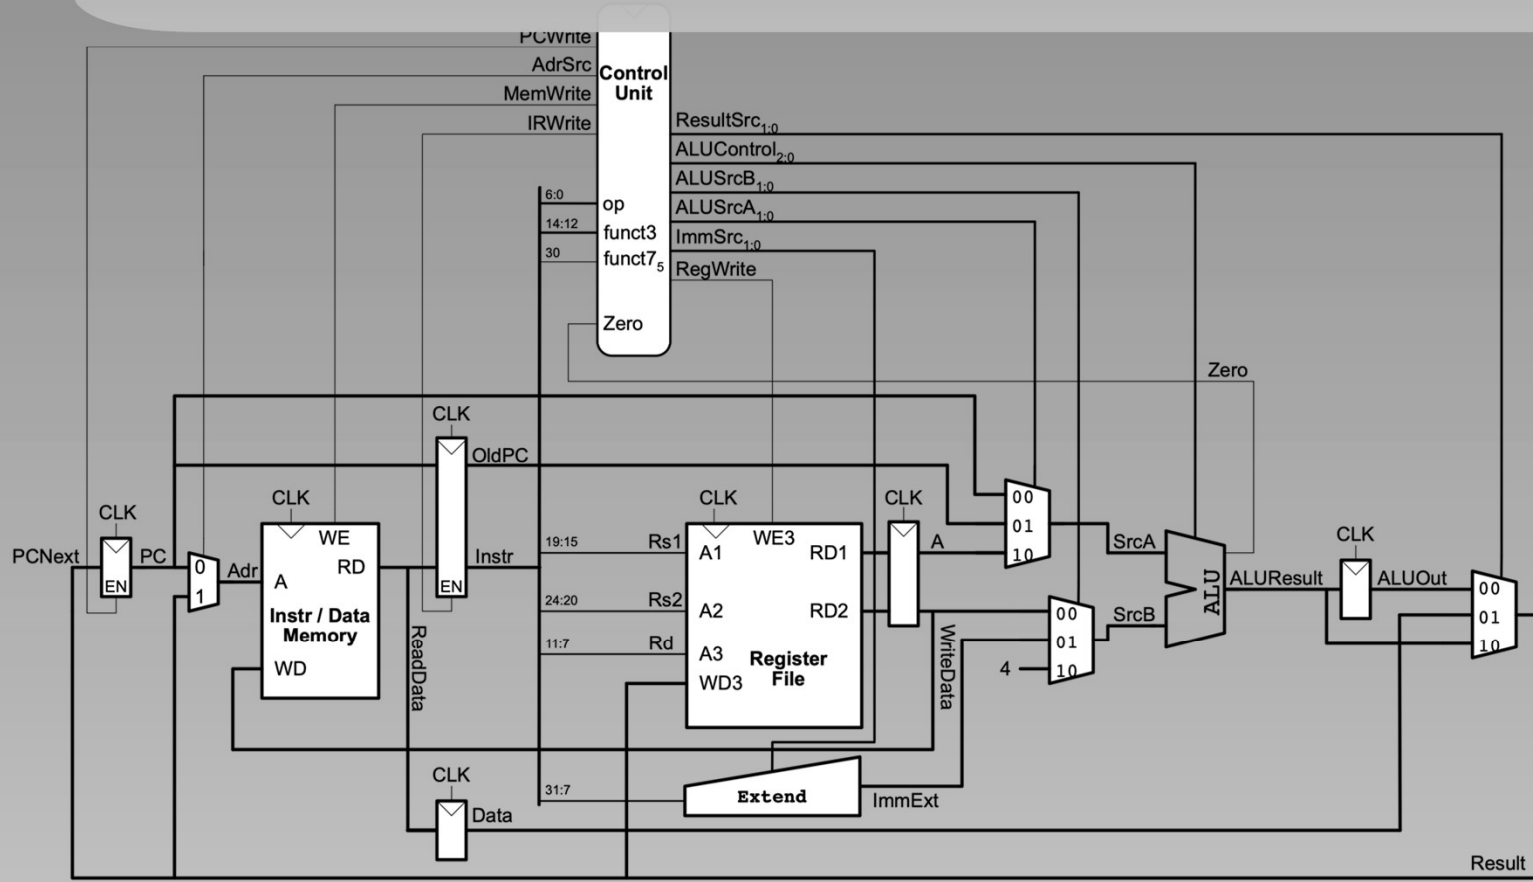 PCWrite
AdrSrc
MemWrite
IRWrite
Control
Unit
ResultSrc1:0
ALUControl2:0
ALUSrcB1:0
ALUSrcA1:0
ImmSrc1:0
RegWrite
6:0
op
14:12
funct3
30
funct75
Zero
Zero
CLK
OldPC
CLK
CLK
CLK
CLK
CLK
PCNext
PC
EN
0
1
Adr
WE
RD
A
Instr / Data
Memory
WD
EN
Instr
ReadData
19:15
Rs1
24:20
Rs2
11:7
Rd
A1
WE3
RD1
A2
RD2
A3
WD3
Register
File
A
WriteData
00
01
10
SrcA
00
01
10
4
SrcB
ALU
ALUResult
ALUOut
00
01
10
CLK
Data
31:7
Extend
ImmExt
Result